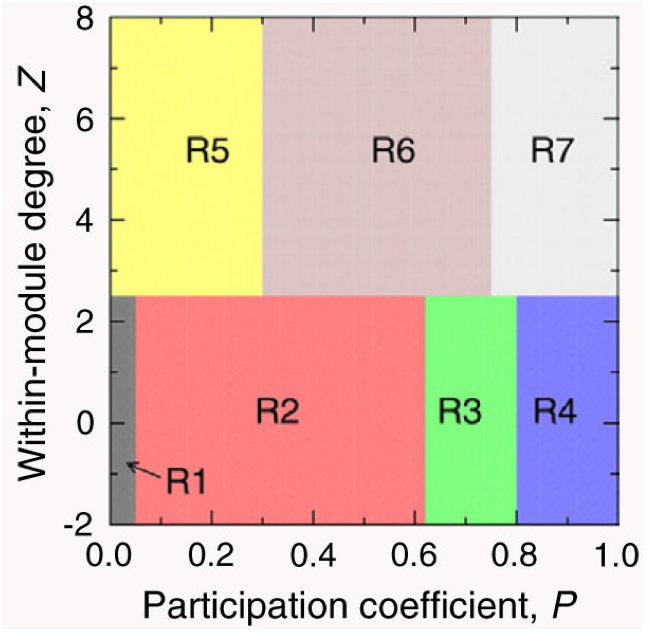 8
6
4
2
0
-2
Within-module degree, Z
R5
R6
R7
R2
R3
R4
R1
0.0
0.2
0.4
0.6
0.8
1.0
Participation coefficient, P